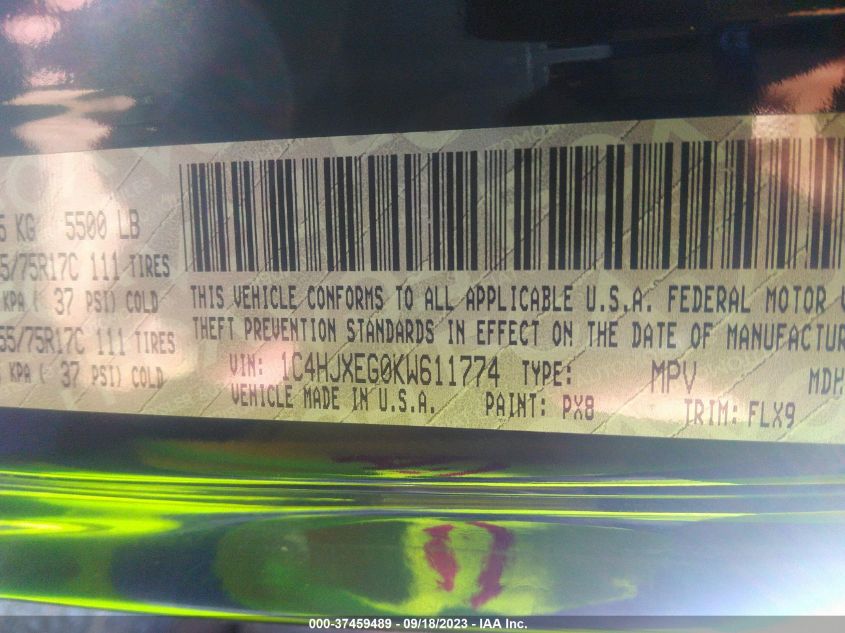 5 KG 5500 LB
55/75R17C 111 TIRES
KPA ( 37 PSI) COLD
55/75R17C 111 TIRES
KPA ( 37 PSI) COLD
THIS VEHICLE CONFORMS TO ALL APPLICABLE U.S.A. FEDERAL MOTOR V
THEFT PREVENTION STANDARDS IN EFFECT ON THE DATE OF MANUFACTUR
VIN: 1C4HJXEG0KW611774 TYPE: MPV MDH
VEHICLE MADE IN U.S.A. PAINT: PX8 TRIM: FLX9
000-37459489 - 09/18/2023 - IAA Inc.